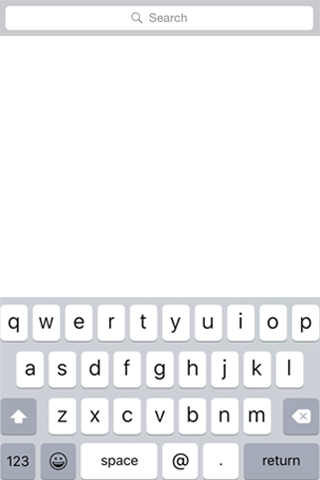 Search
q w e r t y u i o p
a s d f g h j k l
z x c v b n m
123 space @ . return